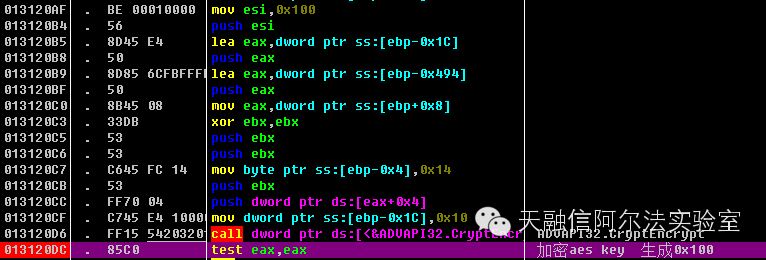 013120AF . BE 00010000 mov esi,0x100
013120B4 . 56 push esi
013120B5 . 8D45 E4 lea eax,dword ptr ss:[ebp-0x1C]
013120B8 . 50 push eax
013120B9 . 8D85 6CFBFFFF lea eax,dword ptr ss:[ebp-0x494]
013120BF . 50 push eax
013120C0 . 8B45 08 mov eax,dword ptr ss:[ebp+0x8]
013120C3 . 33DB xor ebx,ebx
013120C5 . 53 push ebx
013120C6 . 53 push ebx
013120C7 . C645 FC 14 mov byte ptr ss:[ebp-0x4],0x14
013120CB . 53 push ebx
013120CC . FF70 04 push dword ptr ds:[eax+0x4]
013120CF . C745 E4 10000 mov dword ptr ss:[ebp-0x1C],0x10
013120D6 . FF15 5420320 call dword ptr ds:[<&ADVAPI32.CryptEncr ADVAPI32.CryptEncrypt
013120DC . 85C0 test eax,eax 加密aes key 生成0x100
天融信阿尔法实验室